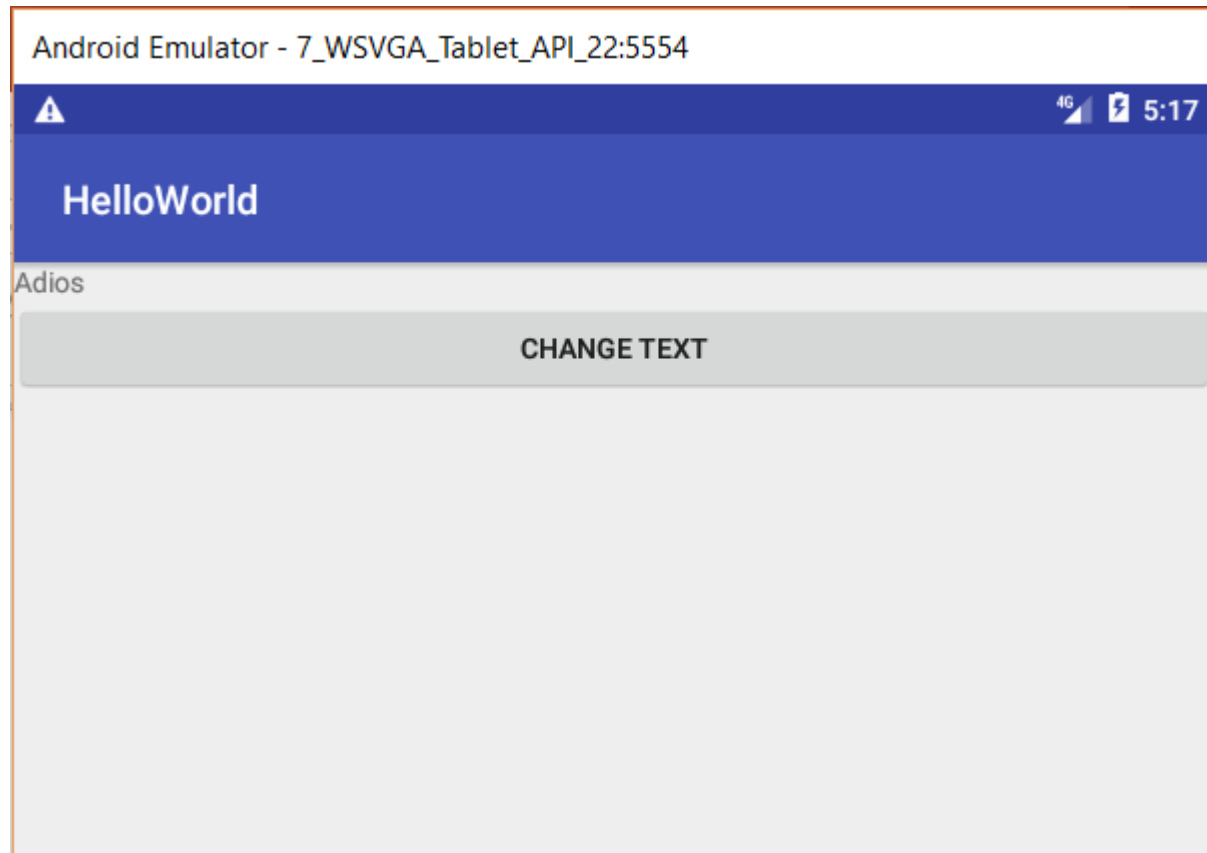 Android Emulator - 7_WSVGA_Tablet_API_22:5554
4G 5:17
HelloWorld
Adios
CHANGE TEXT